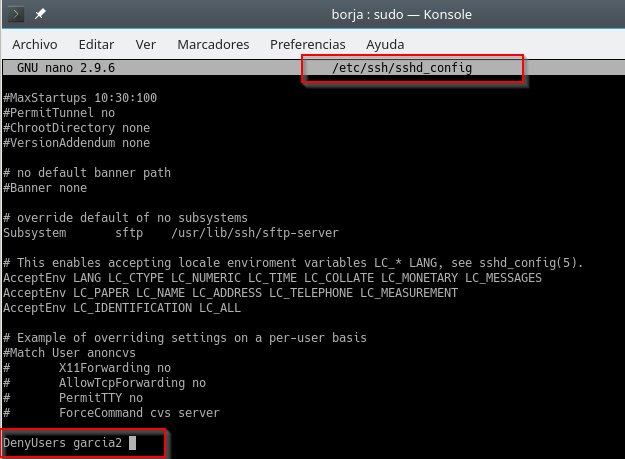 borja : sudo — Konsole
Archivo Editar Ver Marcadores Preferencias Ayuda
GNU nano 2.9.6 /etc/ssh/sshd_config
#MaxStartups 10:30:100
#PermitTunnel no
#ChrootDirectory none
#VersionAddendum none
# no default banner path
#Banner none
# override default of no subsystems
Subsystem sftp /usr/lib/ssh/sftp-server
# This enables accepting locale enviroment variables LC_* LANG, see sshd_config(5).
AcceptEnv LANG LC_CTYPE LC_NUMERIC LC_TIME LC_COLLATE LC_MONETARY LC_MESSAGES
AcceptEnv LC_PAPER LC_NAME LC_ADDRESS LC_TELEPHONE LC_MEASUREMENT
AcceptEnv LC_IDENTIFICATION LC_ALL
# Example of overriding settings on a per-user basis
#Match User anoncvs
# X11Forwarding no
# AllowTcpForwarding no
# PermitTTY no
# ForceCommand cvs server
DenyUsers garcia2